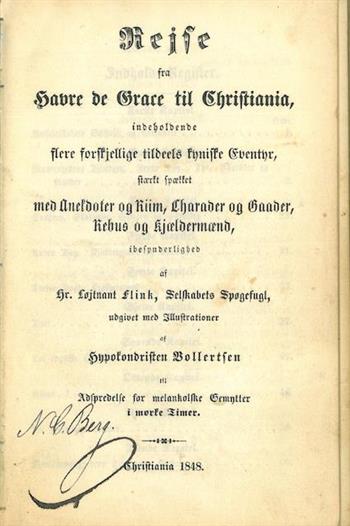 Rejse
fra
Havre de Grace til Christiania,
indeholdende
flere forskjellige tildeels kyniske Eventyr,
stærkt spækket
med Anekdoter og Riim, Charader og Gaader,
Rebus og Kjældermænd,
ibesynderlighed
af
Hr. Løjtnant Flink, Selskabets Spøgefugl,
udgivet med Illustrationer
af
Hypokondristen Bollertsen
til
Adspredelse for melankolske Gemytter
i mørke Timer.
N. C. Berg.
Christiania 1848.